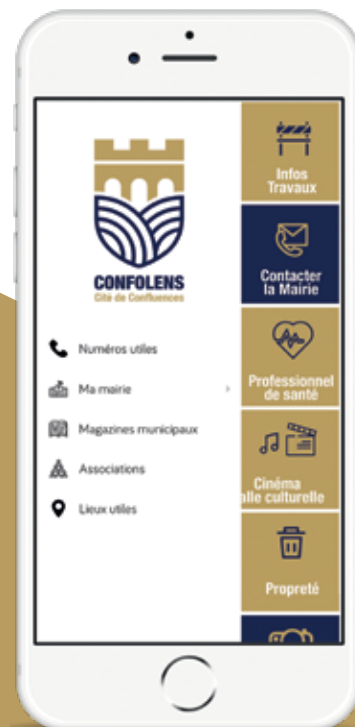 CONFOLENS
Cité de Confluences
Numéros utiles
Ma mairie
Magazines municipaux
Associations
Lieux utiles
Infos
Travaux
Contacter
la Mairie
Professionnel
de santé
Cinéma
alle culturelle
Propreté